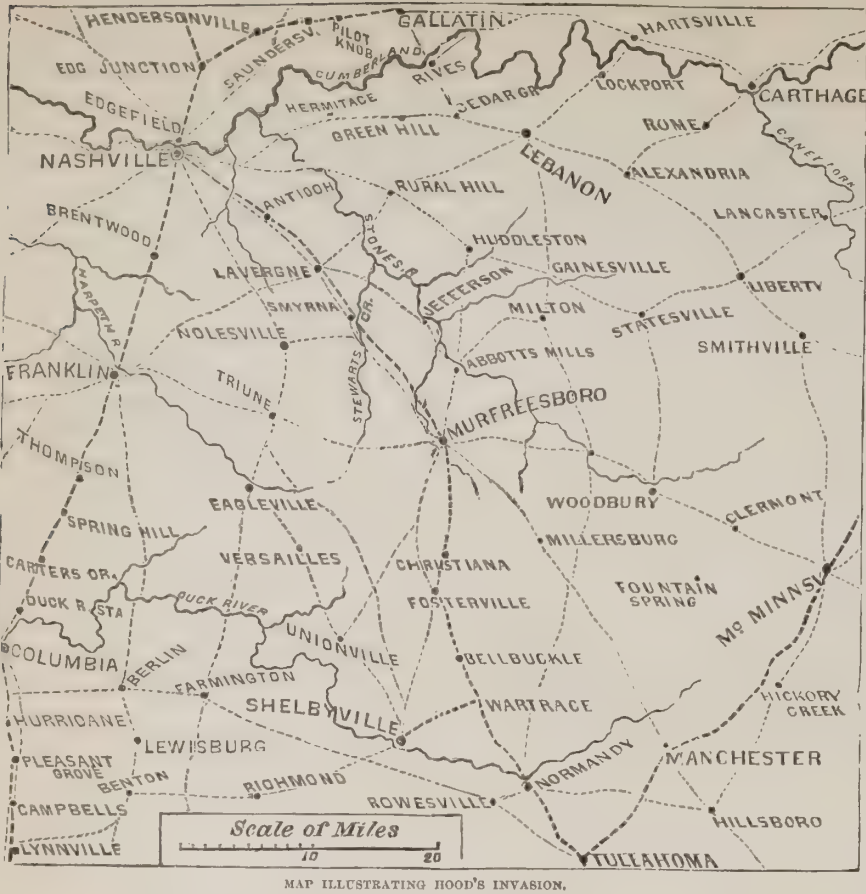 HENDERSONVILLE
SAUNDERSV.
PILOT
KNOB
GALLATIN
HARTSVILLE
EDG JUNCTION
CUMBERLAND
RIVES
LOCKPORT
CARTHAGE
EDGEFIELD
HERMITAGE
CEDAR GR
GREEN HILL
ROME
NASHVILLE
LEBANON
CANEY FORK
ALEXANDRIA
ANTIOOH
RURAL HILL
BRENTWOOD
STONES R.
LANCASTER
HUDDLESTON
LAVERGNE
JEFFERSON
GAINESVILLE
LIBERTY
HARPETH R
SMYRNA
MILTON
STATESVILLE
NOLESVILLE
STEWARTS CR.
SMITHVILLE
ABBOTTS MILLS
FRANKLIN
TRIUNE
MURFREESBORO
THOMPSON
EAGLEVILLE
WOODBURY
CLERMONT
SPRING HILL
VERSAILLES
MILLERSBURG
CARTERS CR.
CHRISTIANA
FOUNTAIN
SPRING
Mc MINNSV
DUCK R. STA
DUCK RIVER
FOSTERVILLE
UNIONVILLE
COLUMBIA
BERLIN
BELLBUCKLE
FARMINGTON
HICKORY
CREEK
SHELBYVILLE
WARTRACE
HURRICANE
LEWISBURG
MANCHESTER
PLEASANT
GROVE
BENTON
RICHMOND
NORMANDY
CAMPBELLS
ROWESVILLE
HILLSBORO
LYNNVILLE
Scale of Miles
10 20
TULLAHOMA
MAP ILLUSTRATING HOOD'S INVASION.